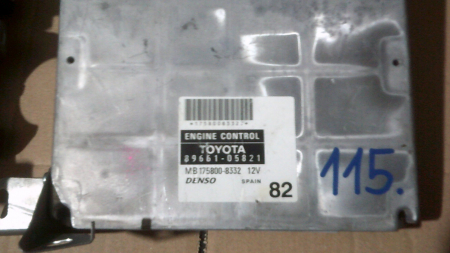 ENGINE CONTROL
TOYOTA
89661-05821
MB175800-8332 12V
DENSO SPAIN 82
115.